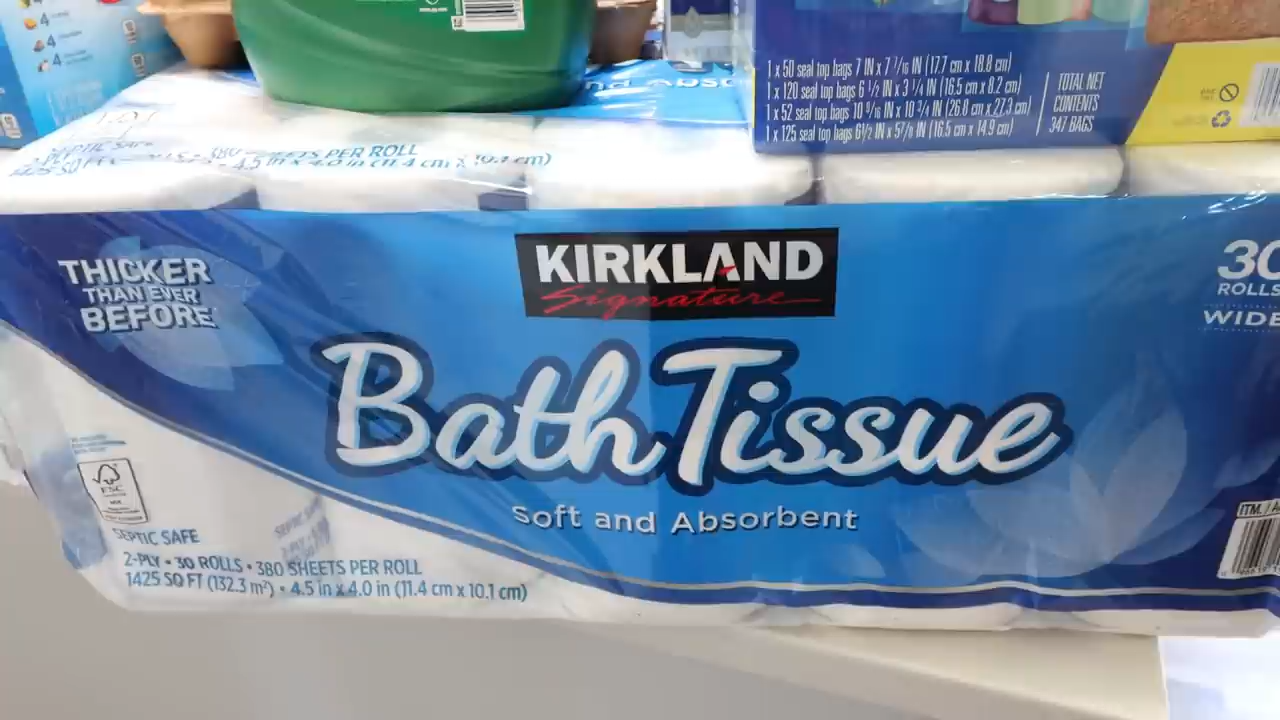 4
4
1 x 50 seal top bags 7 IN x 7 1/16 IN (17.7 cm x 18.8 cm)
1 x 120 seal top bags 6 1/2 IN x 3 1/4 IN (16.5 cm x 8.2 cm)
1 x 52 seal top bags 10 9/16 IN x 10 3/4 IN (26.8 cm x 27.3 cm)
1 x 125 seal top bags 6 1/2 IN x 5 7/8 IN (16.5 cm x 14.9 cm)
TOTAL NET
CONTENTS
347 BAGS
380 SHEETS PER ROLL
KIRKLAND
Signature
THICKER
THAN EVER
BEFORE
30
ROLLS
WIDE
Bath Tissue
Soft and Absorbent
FSC
SEPTIC SAFE
2-PLY • 30 ROLLS • 380 SHEETS PER ROLL
1425 SQ FT (132.3 m²) • 4.5 in x 4.0 in (11.4 cm x 10.1 cm)
ITM. /